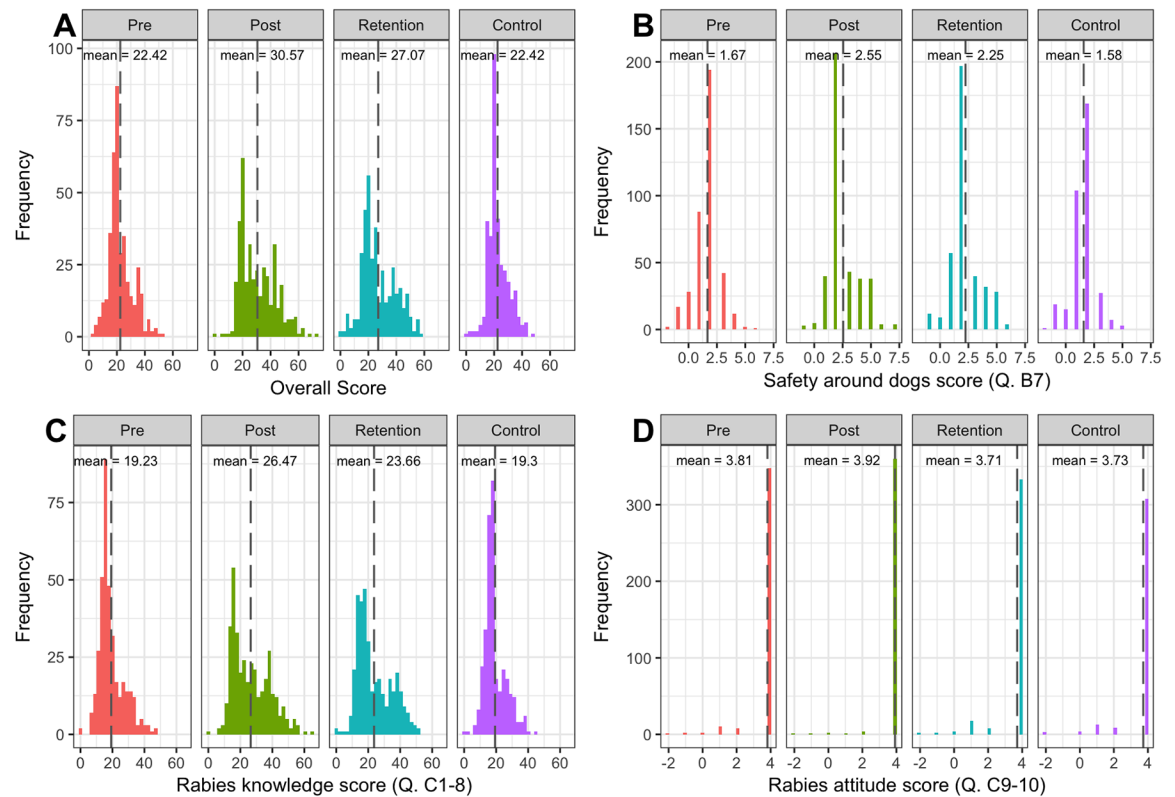 A
Pre Post Retention Control
mean = 22.42 mean = 30.57 mean = 27.07 mean = 22.42
100
75
50
25
0
Frequency
0 20 40 60 0 20 40 60 0 20 40 60 0 20 40 60
Overall Score
B
Pre Post Retention Control
mean = 1.67 mean = 2.55 mean = 2.25 mean = 1.58
200
150
100
50
0
Frequency
0.0 2.5 5.0 7.5 0.0 2.5 5.0 7.5 0.0 2.5 5.0 7.5 0.0 2.5 5.0 7.5
Safety around dogs score (Q. B7)
C
Pre Post Retention Control
mean = 19.23 mean = 26.47 mean = 23.66 mean = 19.3
75
50
25
0
Frequency
0 20 40 60 0 20 40 60 0 20 40 60 0 20 40 60
Rabies knowledge score (Q. C1-8)
D
Pre Post Retention Control
mean = 3.81 mean = 3.92 mean = 3.71 mean = 3.73
300
200
100
0
Frequency
-2 0 2 4 -2 0 2 4 -2 0 2 4 -2 0 2 4
Rabies attitude score (Q. C9-10)